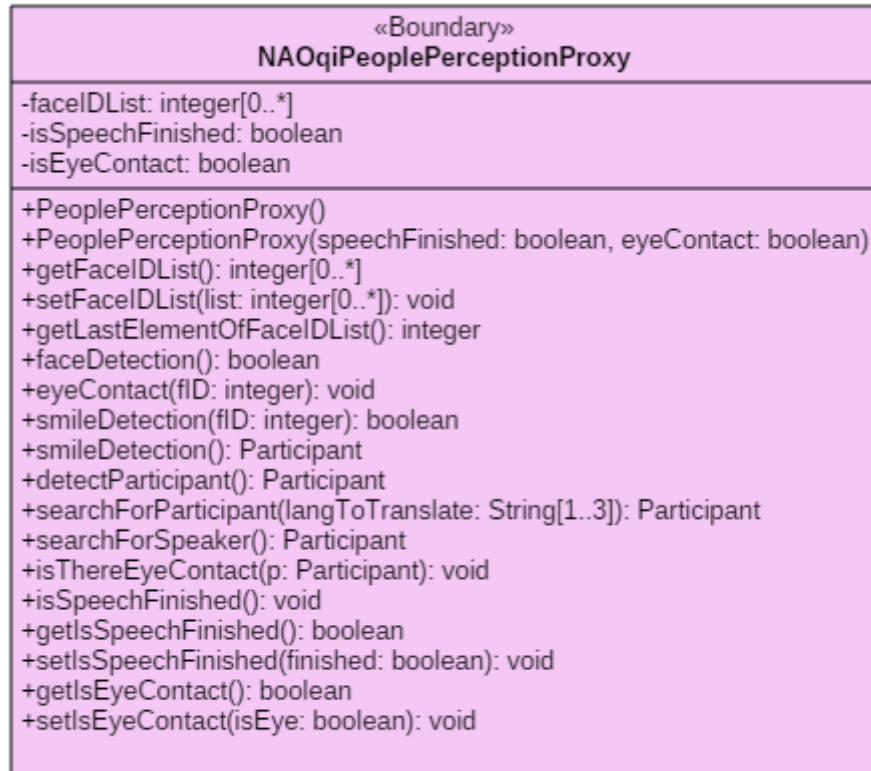 «Boundary»
NAOqiPeoplePerceptionProxy
-faceIDList: integer[0..*]
-isSpeechFinished: boolean
-isEyeContact: boolean
+PeoplePerceptionProxy()
+PeoplePerceptionProxy(speechFinished: boolean, eyeContact: boolean)
+getFaceIDList(): integer[0..*]
+setFaceIDList(list: integer[0..*]): void
+getLastElementOfFaceIDList(): integer
+faceDetection(): boolean
+eyeContact(fID: integer): void
+smileDetection(fID: integer): boolean
+smileDetection(): Participant
+detectParticipant(): Participant
+searchForParticipant(langToTranslate: String[1..3]): Participant
+searchForSpeaker(): Participant
+isThereEyeContact(p: Participant): void
+isSpeechFinished(): void
+getIsSpeechFinished(): boolean
+setIsSpeechFinished(finished: boolean): void
+getIsEyeContact(): boolean
+setIsEyeContact(isEye: boolean): void